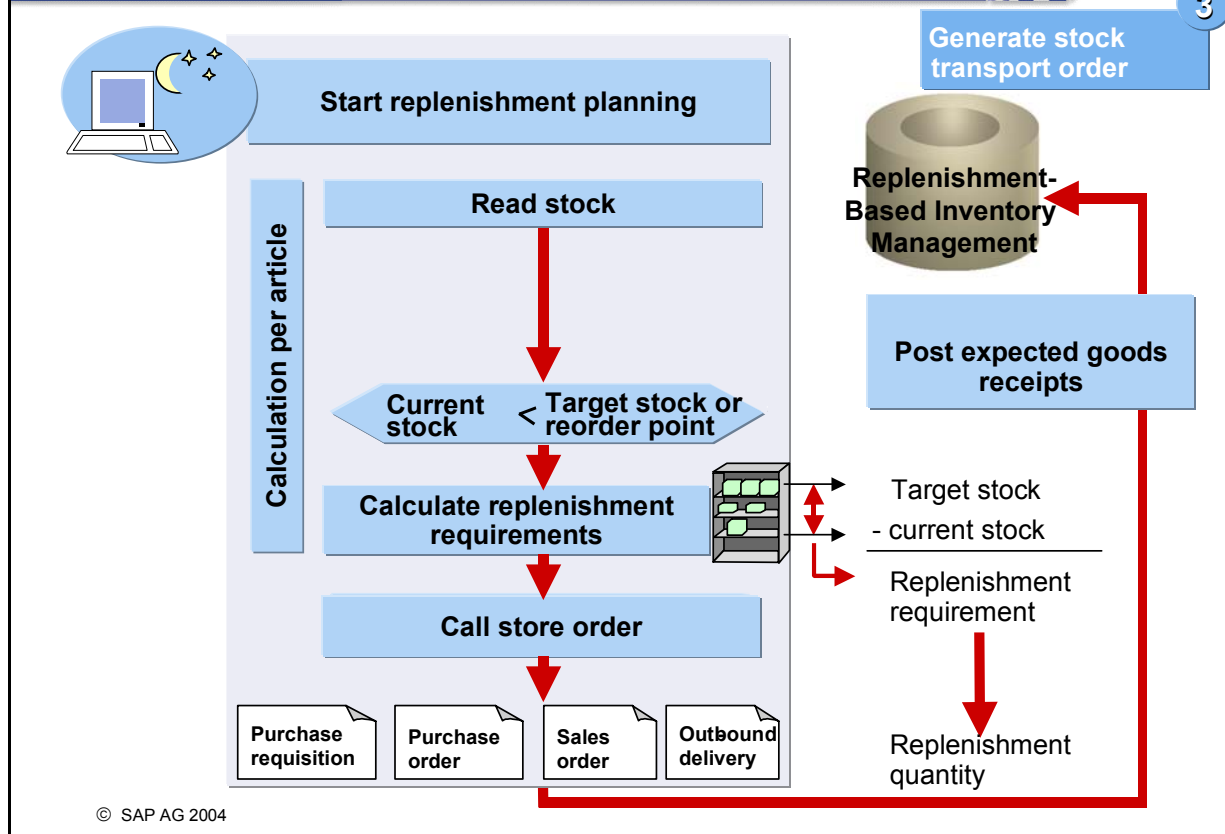 3
Generate stock
transport order
Start replenishment planning
Calculation per article
Read stock
Current
stock
<
Target stock or
reorder point
Calculate replenishment
requirements
Call store order
Purchase
requisition
Purchase
order
Sales
order
Outbound
delivery
Replenishment-
Based Inventory
Management
Post expected goods
receipts
Target stock
- current stock
Replenishment
requirement
Replenishment
quantity
© SAP AG 2004